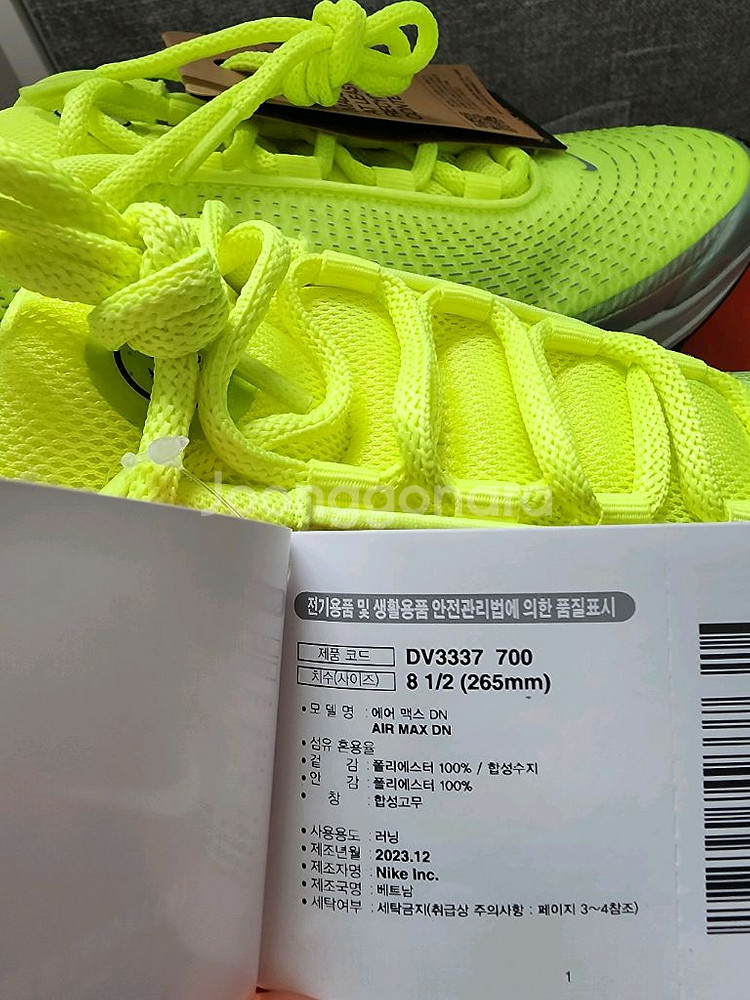 Joonggonara
전기용품 및 생활용품 안전관리법에 의한 품질표시
제품 코드 DV3337 700
치수(사이즈) 8 1/2 (265mm)
• 모 델 명 : 에어 맥스 DN
AIR MAX DN
• 섬유 혼용율
• 겉 감 : 폴리에스터 100% / 합성수지
• 안 감 : 폴리에스터 100%
• 창 : 합성고무
• 사용용도 : 러닝
• 제조년월 : 2023.12
• 제조자명 : Nike Inc.
• 제조국명 : 베트남
• 세탁여부 : 세탁금지(취급상 주의사항 : 페이지 3~4참조)
1